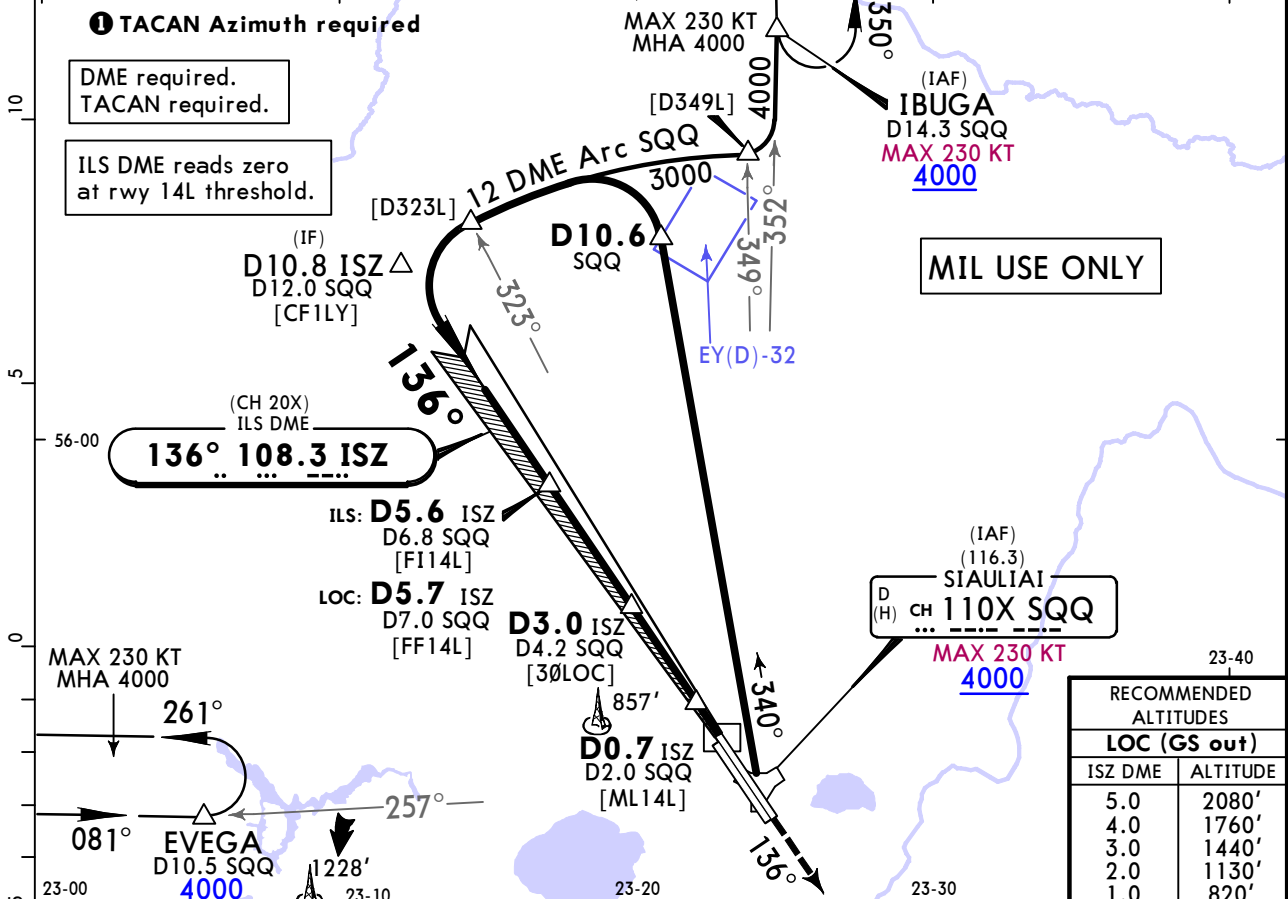 ❶ TACAN Azimuth required
DME required.
TACAN required.
ILS DME reads zero
at rwy 14L threshold.
MAX 230 KT
MHA 4000
350°
4000
(IAF)
IBUGA
D14.3 SQQ
MAX 230 KT
4000
[D349L]
12 DME Arc SQQ
3000
[D323L]
(IF)
D10.8 ISZ
D12.0 SQQ
[CF1LY]
D10.6
SQQ
323°
349°
352°
MIL USE ONLY
EY(D)-32
10
5
0
136°
56-00
(CH 20X)
ILS DME
136° 108.3 ISZ
ILS: D5.6 ISZ
D6.8 SQQ
[FI14L]
LOC: D5.7 ISZ
D7.0 SQQ
[FF14L]
D3.0 ISZ
D4.2 SQQ
[30LOC]
857'
D0.7 ISZ
D2.0 SQQ
[ML14L]
340°
136°
(IAF)
(116.3)
SIAULIAI
D
(H)
CH 110X SQQ
MAX 230 KT
4000
MAX 230 KT
MHA 4000
261°
081°
257°
EVEGA
D10.5 SQQ
4000
1228'
23-00
23-10
23-20
23-30
23-40
RECOMMENDED
ALTITUDES
LOC (GS out)
ISZ DME ALTITUDE
5.0 2080'
4.0 1760'
3.0 1440'
2.0 1130'
1.0 820'